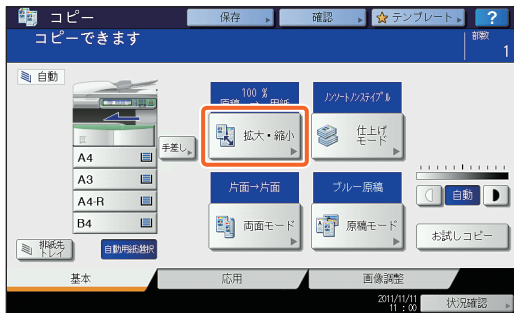 コピー
保存
確認
テンプレート
?
コピーできます
部数
1
自動
100 %
原稿 → 用紙
ノンソート/ノンステイプル
拡大・縮小
仕上げ
モード
手差し
A4
A3
A4-R
B4
片面→片面
ブルー原稿
両面モード
原稿モード
自動
お試しコピー
排紙先
トレイ
自動用紙選択
基本
応用
画像調整
2011/11/11
11 : 00
状況確認